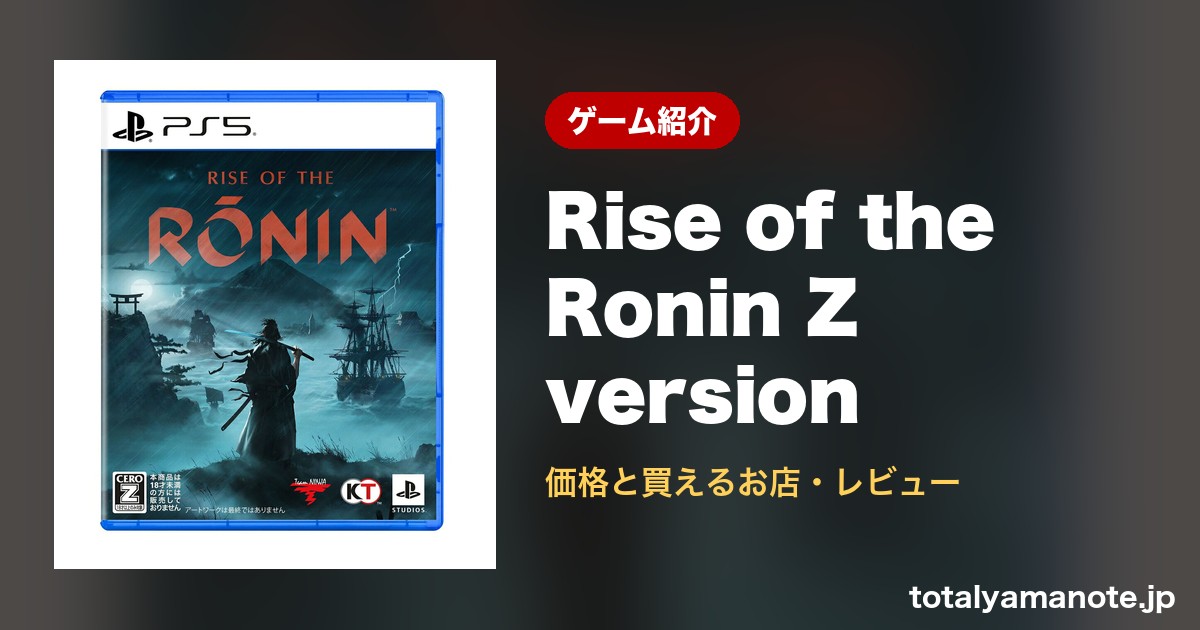 PS5
RISE OF THE
RŌNIN
CERO
Z
本商品は
18才未満
の方には
販売して
おりません
アートワークは最終ではありません
Team NINJA
KT
STUDIOS
ゲーム紹介
Rise of the
Ronin Z
version
価格と買えるお店・レビュー
totalyamanote.jp